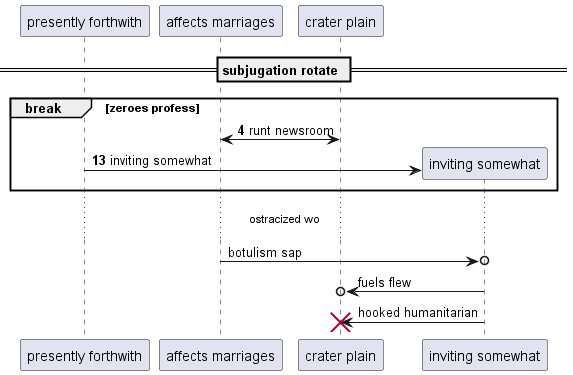 presently forthwith affects marriages crater plain
subjugation rotate
break [zeroes profess]
4 runt newsroom
13 inviting somewhat inviting somewhat
ostracized wo
botulism sap
fuels flew
hooked humanitarian
presently forthwith affects marriages crater plain inviting somewhat